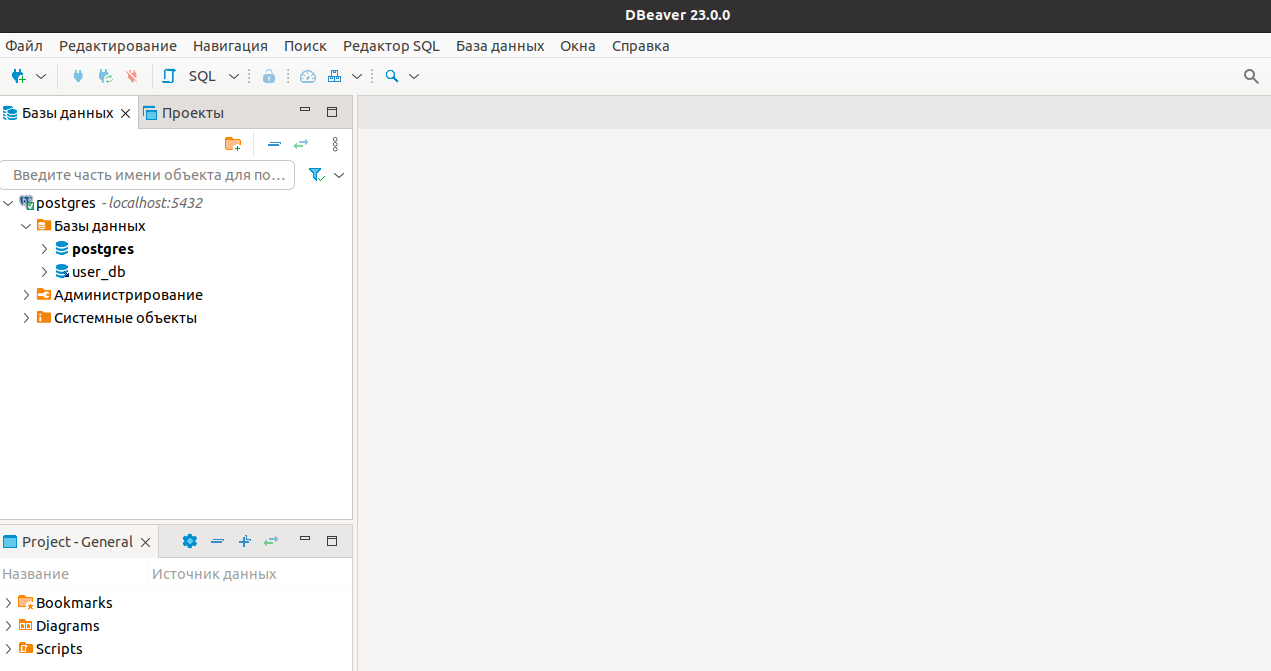 DBeaver 23.0.0
Файл Редактирование Навигация Поиск Редактор SQL База данных Окна Справка
SQL
Базы данных Проекты
Введите часть имени объекта для по...
postgres - localhost:5432
Базы данных
postgres
user_db
Администрирование
Системные объекты
Project - General
Название Источник данных
Bookmarks
Diagrams
Scripts